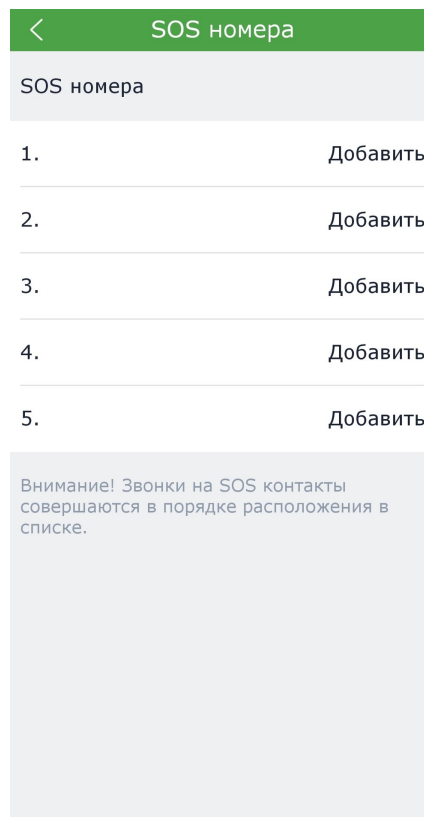 SOS номера
SOS номера
1. Добавить
2. Добавить
3. Добавить
4. Добавить
5. Добавить
Внимание! Звонки на SOS контакты
совершаются в порядке расположения в
списке.